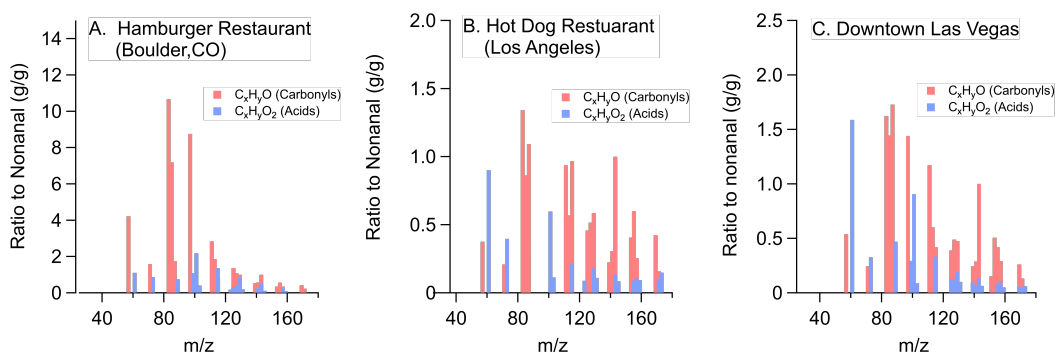 A. Hamburger Restaurant
(Boulder,CO)
CxHyO (Carbonyls)
CxHyO2 (Acids)
Ratio to Nonanal (g/g)
14
12
10
8
6
4
2
0
40
80
120
160
m/z
B. Hot Dog Restuarant
(Los Angeles)
CxHyO (Carbonyls)
CxHyO2 (Acids)
Ratio to Nonanal (g/g)
2.0
1.5
1.0
0.5
0
40
80
120
160
m/z
C. Downtown Las Vegas
CxHyO (Carbonyls)
CxHyO2 (Acids)
Ratio to nonanal (g/g)
2.5
2.0
1.5
1.0
0.5
0
40
80
120
160
m/z